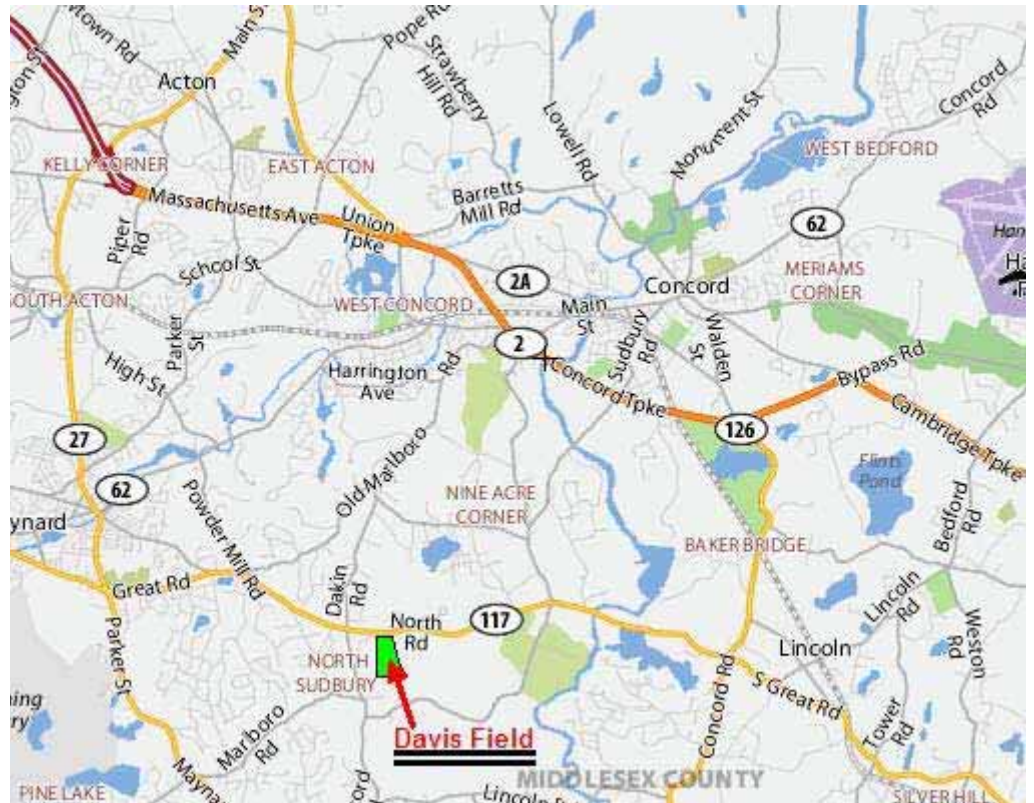 Pope Rd
Main St
Acton
Strawberry
Hill Rd
Lowell Rd
Monument St
Concord
Rd
KELLY CORNER
EAST ACTON
WEST BEDFORD
Massachusetts Ave
Union
Tpke
Barretts
Mill Rd
62
Piper
Rd
School St
2A
Concord
MERIAMS
CORNER
SOUTH ACTON
WEST CONCORD
Main
St
Sudbury
Rd
Walden
St
Parker
St
High St
Harrington
Ave
Rd
2
Concord Tpke
Bypass Rd
Cambridge Tpke
27
126
Flints
Pond
62
Powder Mill Rd
Old Marlboro
NINE ACRE
CORNER
Bedford
Rd
BAKER BRIDGE
Great Rd
Dakin
Rd
North
Rd
117
Lincoln
Rd
Lincoln
Weston
Rd
Parker St
NORTH
SUDBURY
S Great Rd
Concord Rd
Tower
Rd
Marlboro
Rd
Davis Field
MIDDLESEX COUNTY
PINE LAKE
SILVER HILL